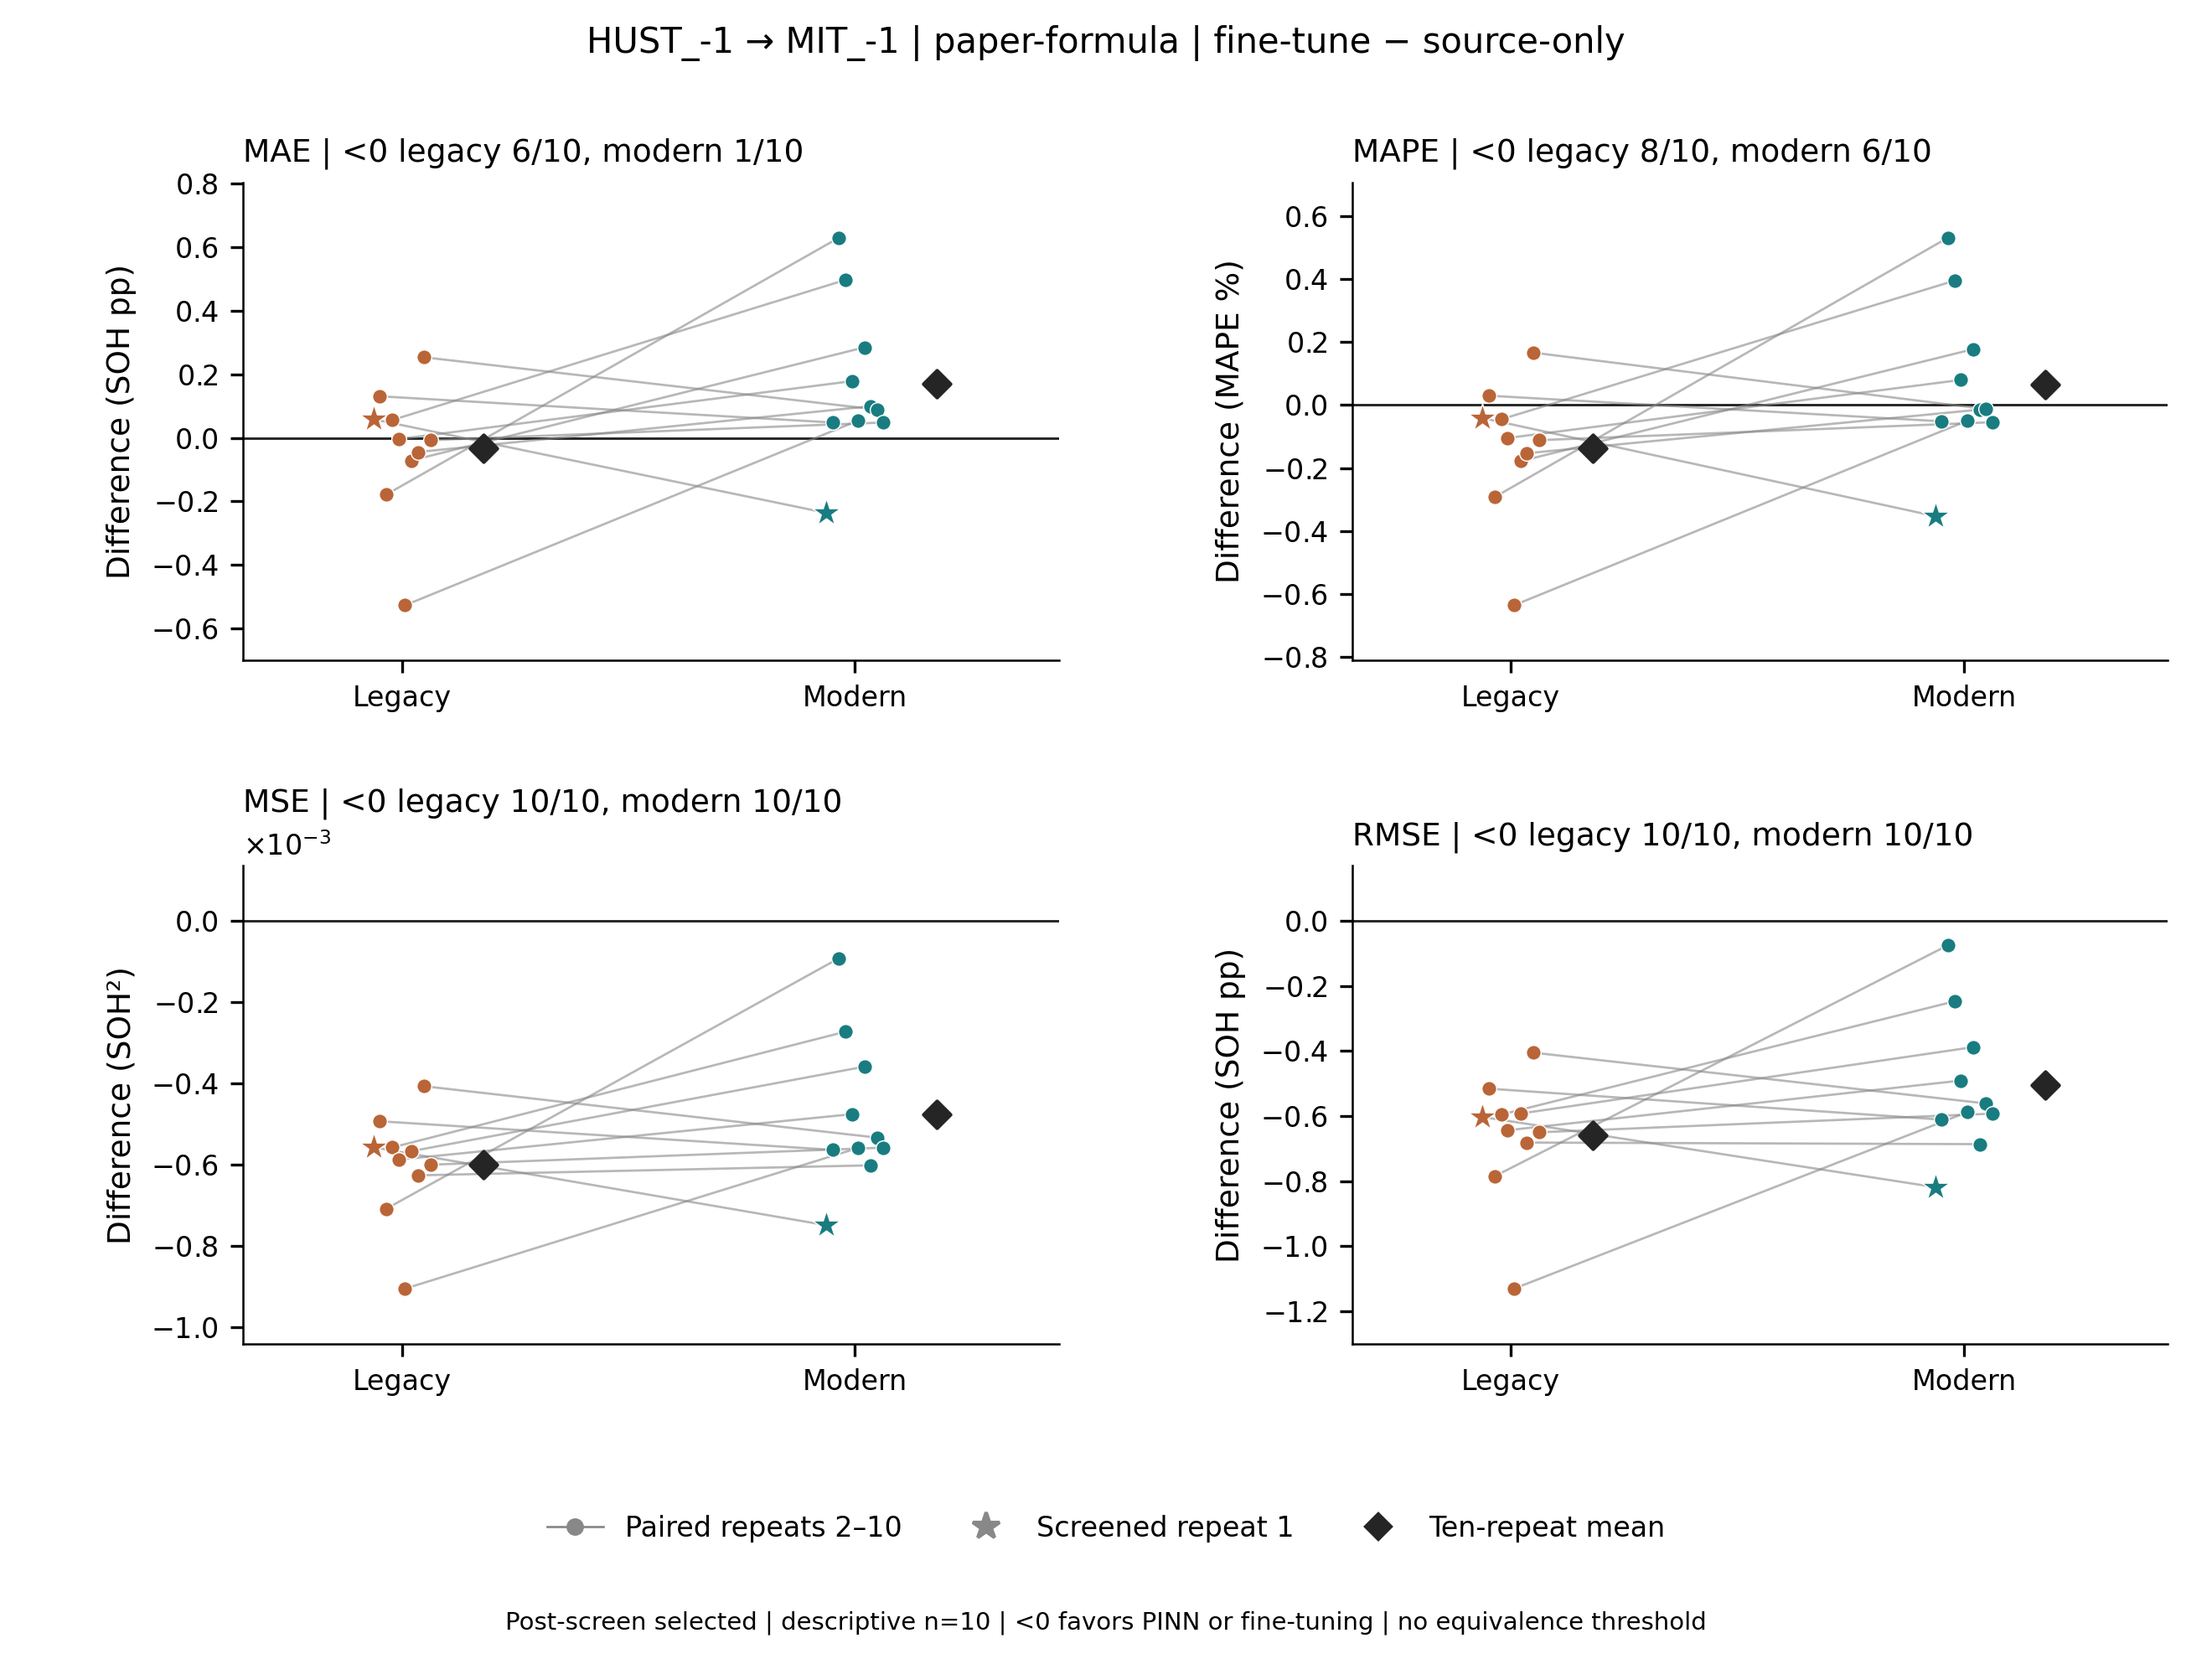 HUST_-1 → MIT_-1 | paper-formula | fine-tune − source-only
MAE | <0 legacy 6/10, modern 1/10
Difference (SOH pp)
0.8
0.6
0.4
0.2
0.0
−0.2
−0.4
−0.6
Legacy
Modern
MAPE | <0 legacy 8/10, modern 6/10
Difference (MAPE %)
0.6
0.4
0.2
0.0
−0.2
−0.4
−0.6
−0.8
Legacy
Modern
MSE | <0 legacy 10/10, modern 10/10
×10⁻³
Difference (SOH²)
0.0
−0.2
−0.4
−0.6
−0.8
−1.0
Legacy
Modern
RMSE | <0 legacy 10/10, modern 10/10
Difference (SOH pp)
0.0
−0.2
−0.4
−0.6
−0.8
−1.0
−1.2
Legacy
Modern
Paired repeats 2–10
Screened repeat 1
Ten-repeat mean
Post-screen selected | descriptive n=10 | <0 favors PINN or fine-tuning | no equivalence threshold